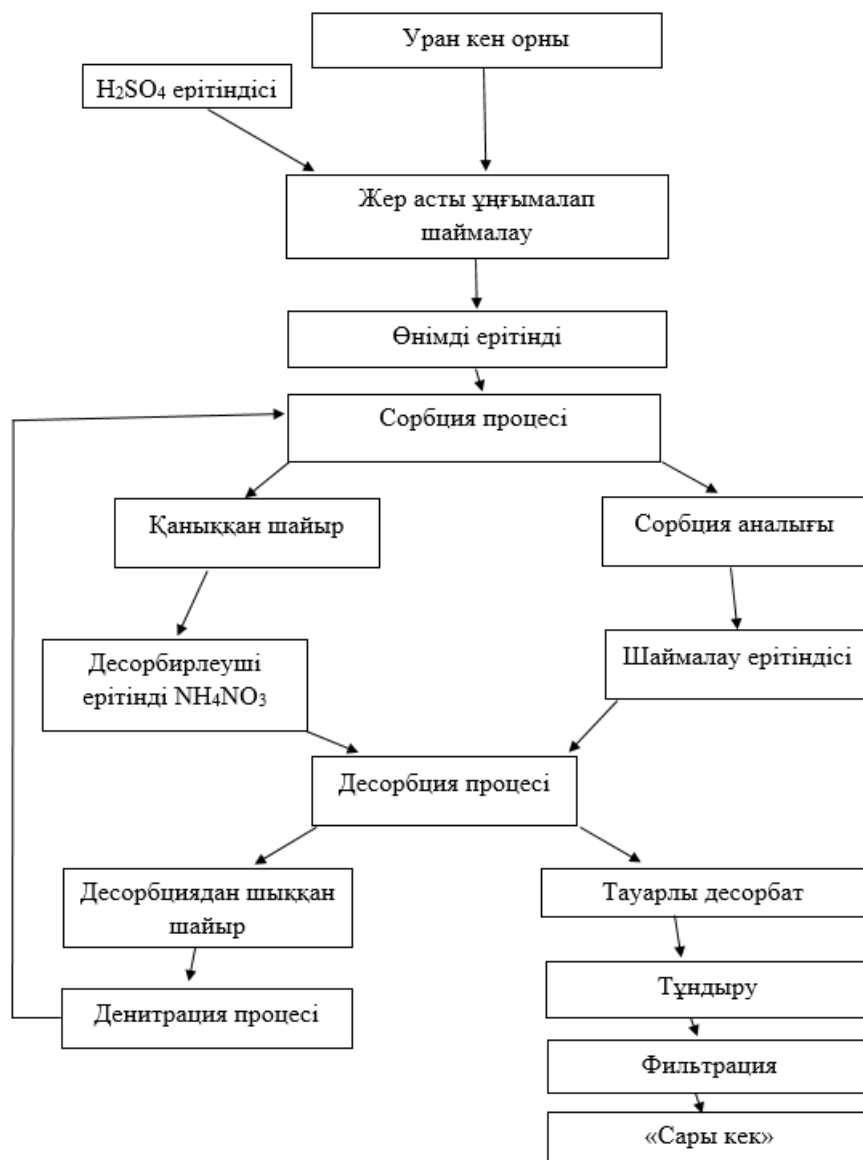 Уран кен орны
H₂SO₄ ерітіндісі
Жер асты ұңғымалап
шаймалау
Өнімді ерітінді
Сорбция процесі
Қаныққан шайыр
Сорбция аналығы
Десорбирлеуші
ерітінді NH₄NO₃
Шаймалау ерітіндісі
Десорбция процесі
Десорбциядан шыққан
шайыр
Тауарлы десорбат
Денитрация процесі
Тұндыру
Фильтрация
«Сары кек»